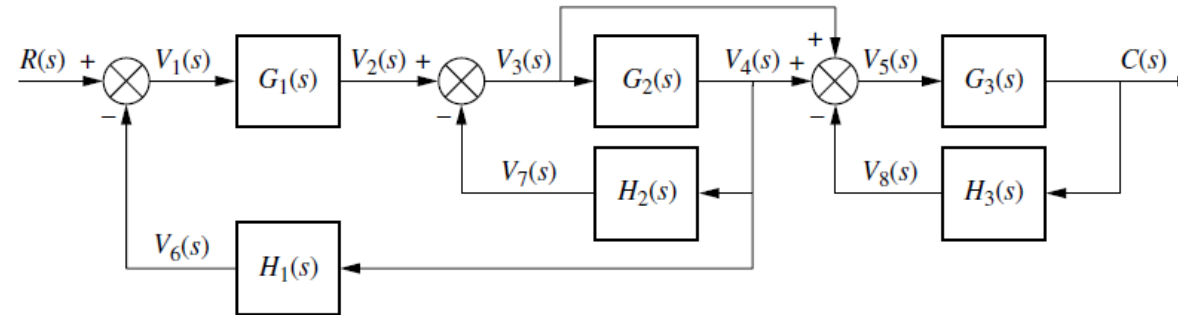 R(s) + V₁(s) G₁(s) V₂(s) + V₃(s) G₂(s) V₄(s) + + V₅(s) G₃(s) C(s)
− − −
V₇(s) H₂(s) V₈(s) H₃(s)
V₆(s) H₁(s)